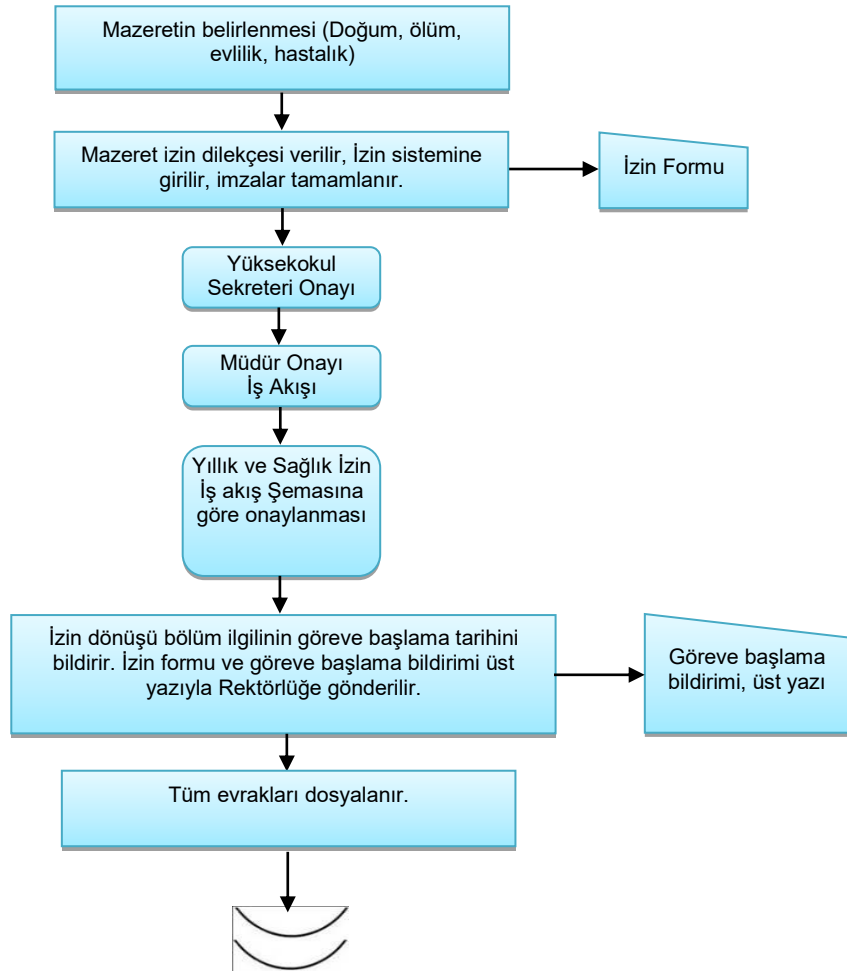 Mazeretin belirlenmesi (Doğum, ölüm,
evlilik, hastalık)
Mazeret izin dilekçesi verilir, İzin sistemine
girilir, imzalar tamamlanır.
İzin Formu
Yüksekokul
Sekreteri Onayı
Müdür Onayı
İş Akışı
Yıllık ve Sağlık İzin
İş akış Şemasına
göre onaylanması
İzin dönüşü bölüm ilgilinin göreve başlama tarihini
bildirir. İzin formu ve göreve başlama bildirimi üst
yazıyla Rektörlüğe gönderilir.
Göreve başlama
bildirimi, üst yazı
Tüm evrakları dosyalanır.